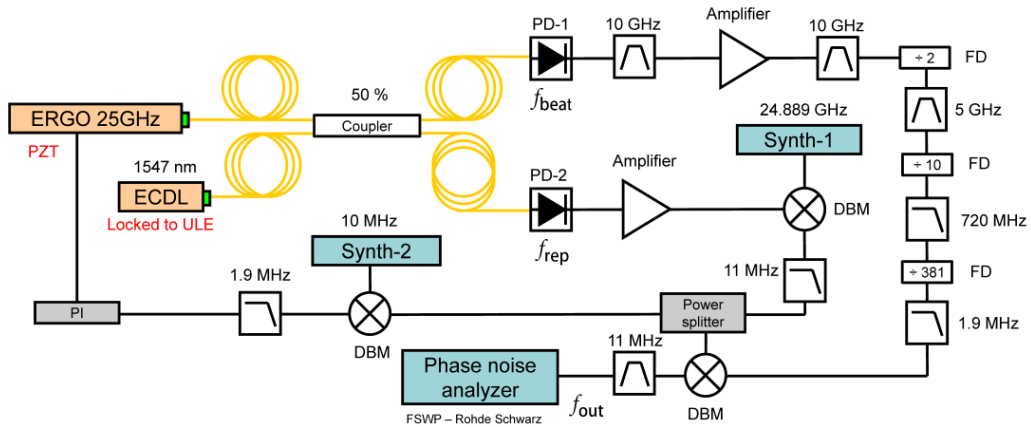 Amplifier
PD-1
10 GHz
10 GHz
÷ 2
FD
f_beat
50 %
Coupler
ERGO 25GHz
PZT
24.889 GHz
Synth-1
5 GHz
1547 nm
ECDL
Locked to ULE
PD-2
Amplifier
÷ 10
FD
DBM
f_rep
10 MHz
Synth-2
720 MHz
1.9 MHz
11 MHz
÷ 381
FD
PI
DBM
Power
splitter
1.9 MHz
11 MHz
Phase noise
analyzer
f_out
DBM
FSWP – Rohde Schwarz